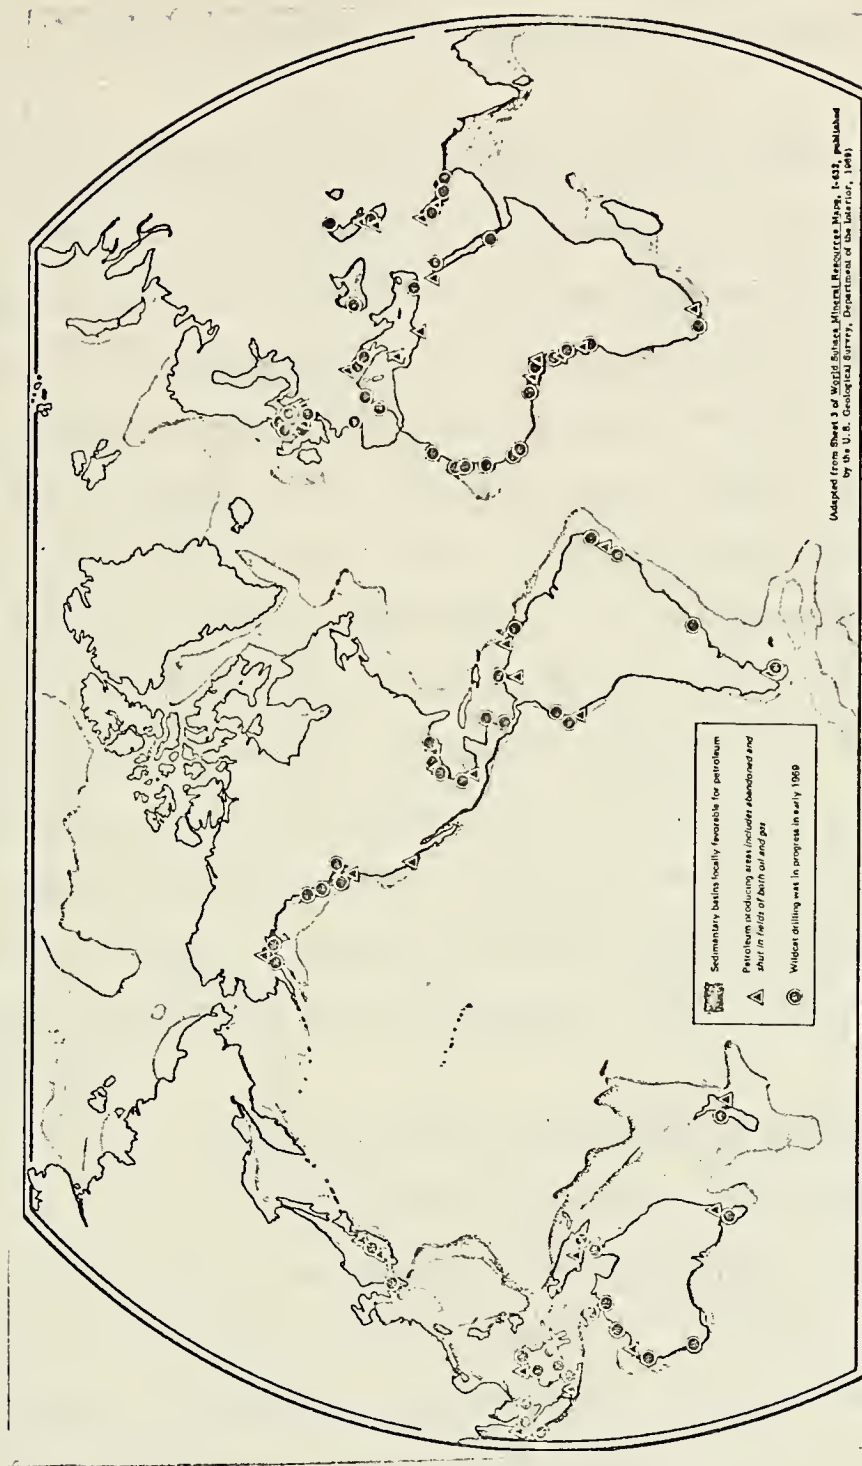 Sedimentary basins locally favorable for petroleum
Petroleum producing areas includes abandoned and
shut in fields of both oil and gas
Wildcat drilling was in progress in early 1969
(Adapted from Sheet 3 of World Subsea Mineral Resources Maps, I-632, published
by the U.S. Geological Survey, Department of the Interior, 1969)